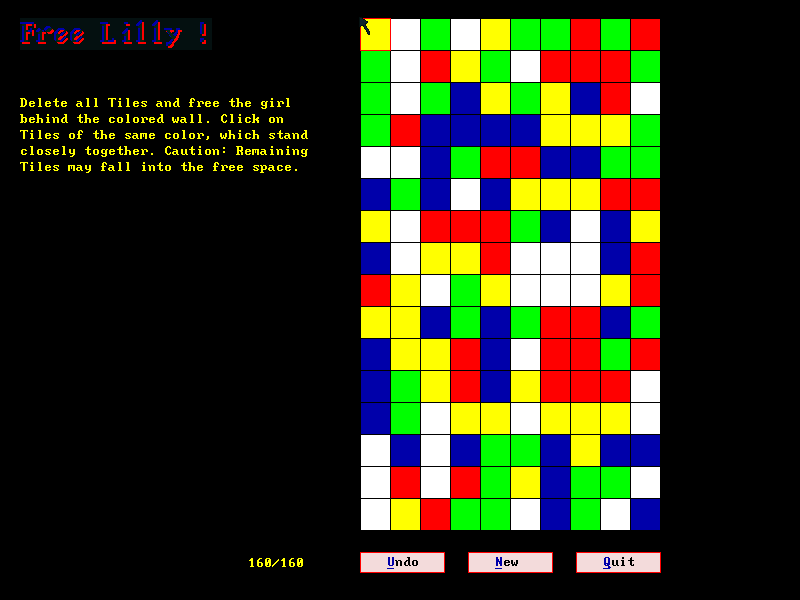 Free Lilly !
Delete all Tiles and free the girl
behind the colored wall. Click on
Tiles of the same color, which stand
closely together. Caution: Remaining
Tiles may fall into the free space.
160/160
Undo
New
Quit